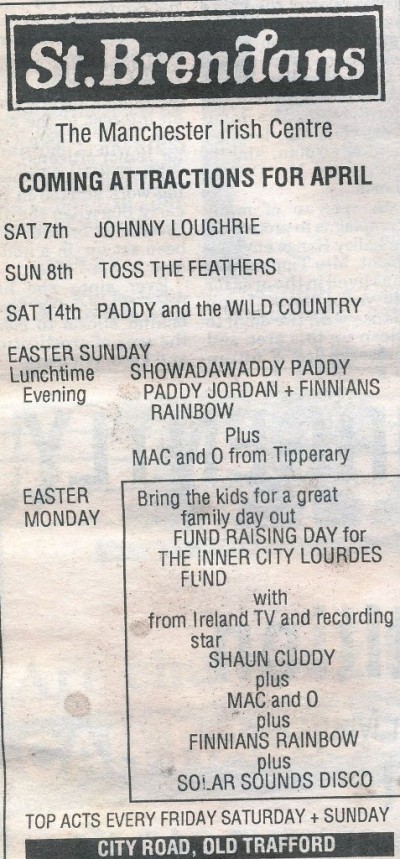 St.Brendans
The Manchester Irish Centre
COMING ATTRACTIONS FOR APRIL
SAT 7th JOHNNY LOUGHRIE
SUN 8th TOSS THE FEATHERS
SAT 14th PADDY and the WILD COUNTRY
EASTER SUNDAY
Lunchtime SHOWADAWADDY PADDY
Evening PADDY JORDAN + FINNIANS
RAINBOW
Plus
MAC and O from Tipperary
EASTER MONDAY
Bring the kids for a great
family day out
FUND RAISING DAY for
THE INNER CITY LOURDES
FUND
with
from Ireland TV and recording
star
SHAUN CUDDY
plus
MAC and O
plus
FINNIANS RAINBOW
plus
SOLAR SOUNDS DISCO
TOP ACTS EVERY FRIDAY SATURDAY + SUNDAY
CITY ROAD, OLD TRAFFORD